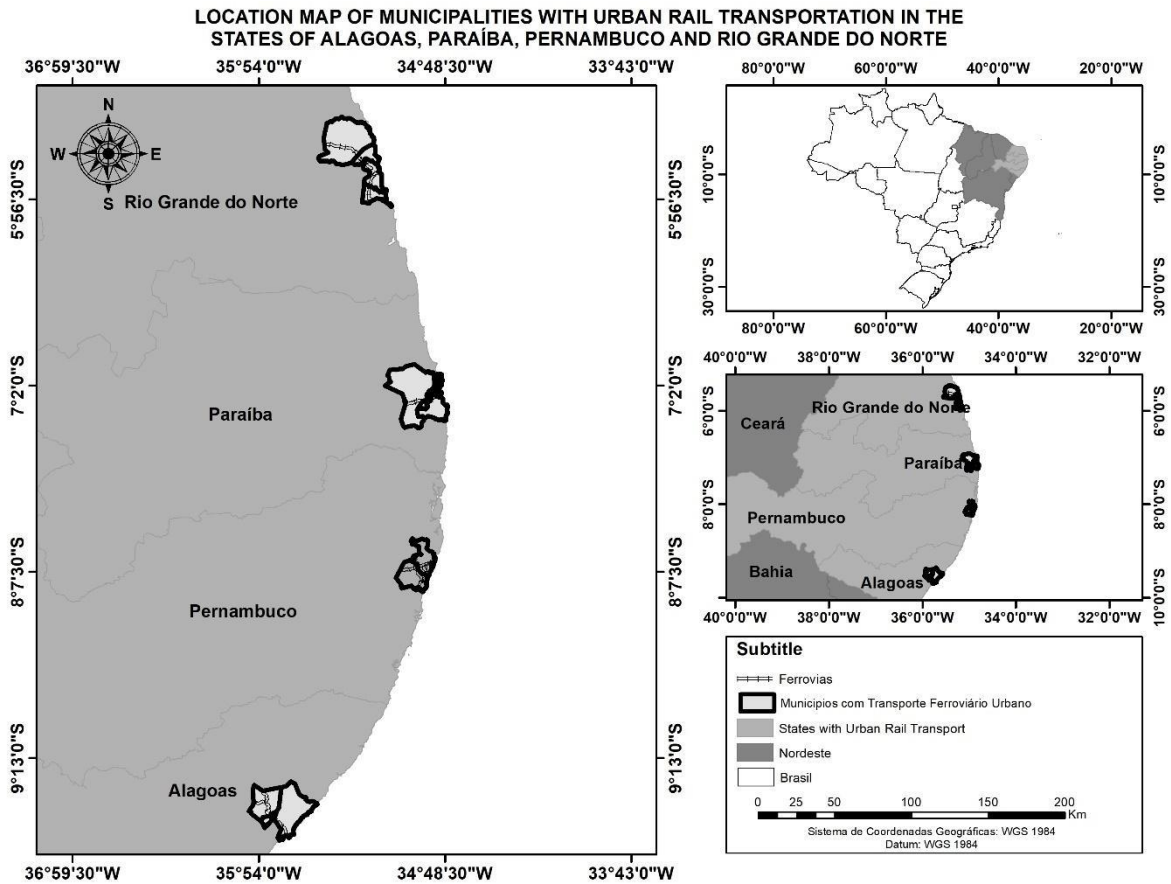 LOCATION MAP OF MUNICIPALITIES WITH URBAN RAIL TRANSPORTATION IN THE
STATES OF ALAGOAS, PARAÍBA, PERNAMBUCO AND RIO GRANDE DO NORTE
36°59'30"W 35°54'0"W 34°48'30"W 33°43'0"W
N
W E
S
Rio Grande do Norte
Paraíba
Pernambuco
Alagoas
5°56'30"S
7°2'0"S
8°7'30"S
9°13'0"S
5°56'30"S
7°2'0"S
8°7'30"S
9°13'0"S
36°59'30"W 35°54'0"W 34°48'30"W 33°43'0"W
80°0'0"W 60°0'0"W 40°0'0"W 20°0'0"W
10°0'0"S
30°0'0"S
10°0'0"S
30°0'0"S
80°0'0"W 60°0'0"W 40°0'0"W 20°0'0"W
40°0'0"W 38°0'0"W 36°0'0"W 34°0'0"W 32°0'0"W
Rio Grande do Norte
Ceará
Paraíba
Pernambuco
Bahia
Alagoas
6°0'0"S
8°0'0"S
6°0'0"S
8°0'0"S
10°0'0"S
40°0'0"W 38°0'0"W 36°0'0"W 34°0'0"W 32°0'0"W
Subtitle
Ferrovias
Municipios com Transporte Ferroviário Urbano
States with Urban Rail Transport
Nordeste
Brasil
0 25 50 100 150 200
Km
Sistema de Coordenadas Geográficas: WGS 1984
Datum: WGS 1984